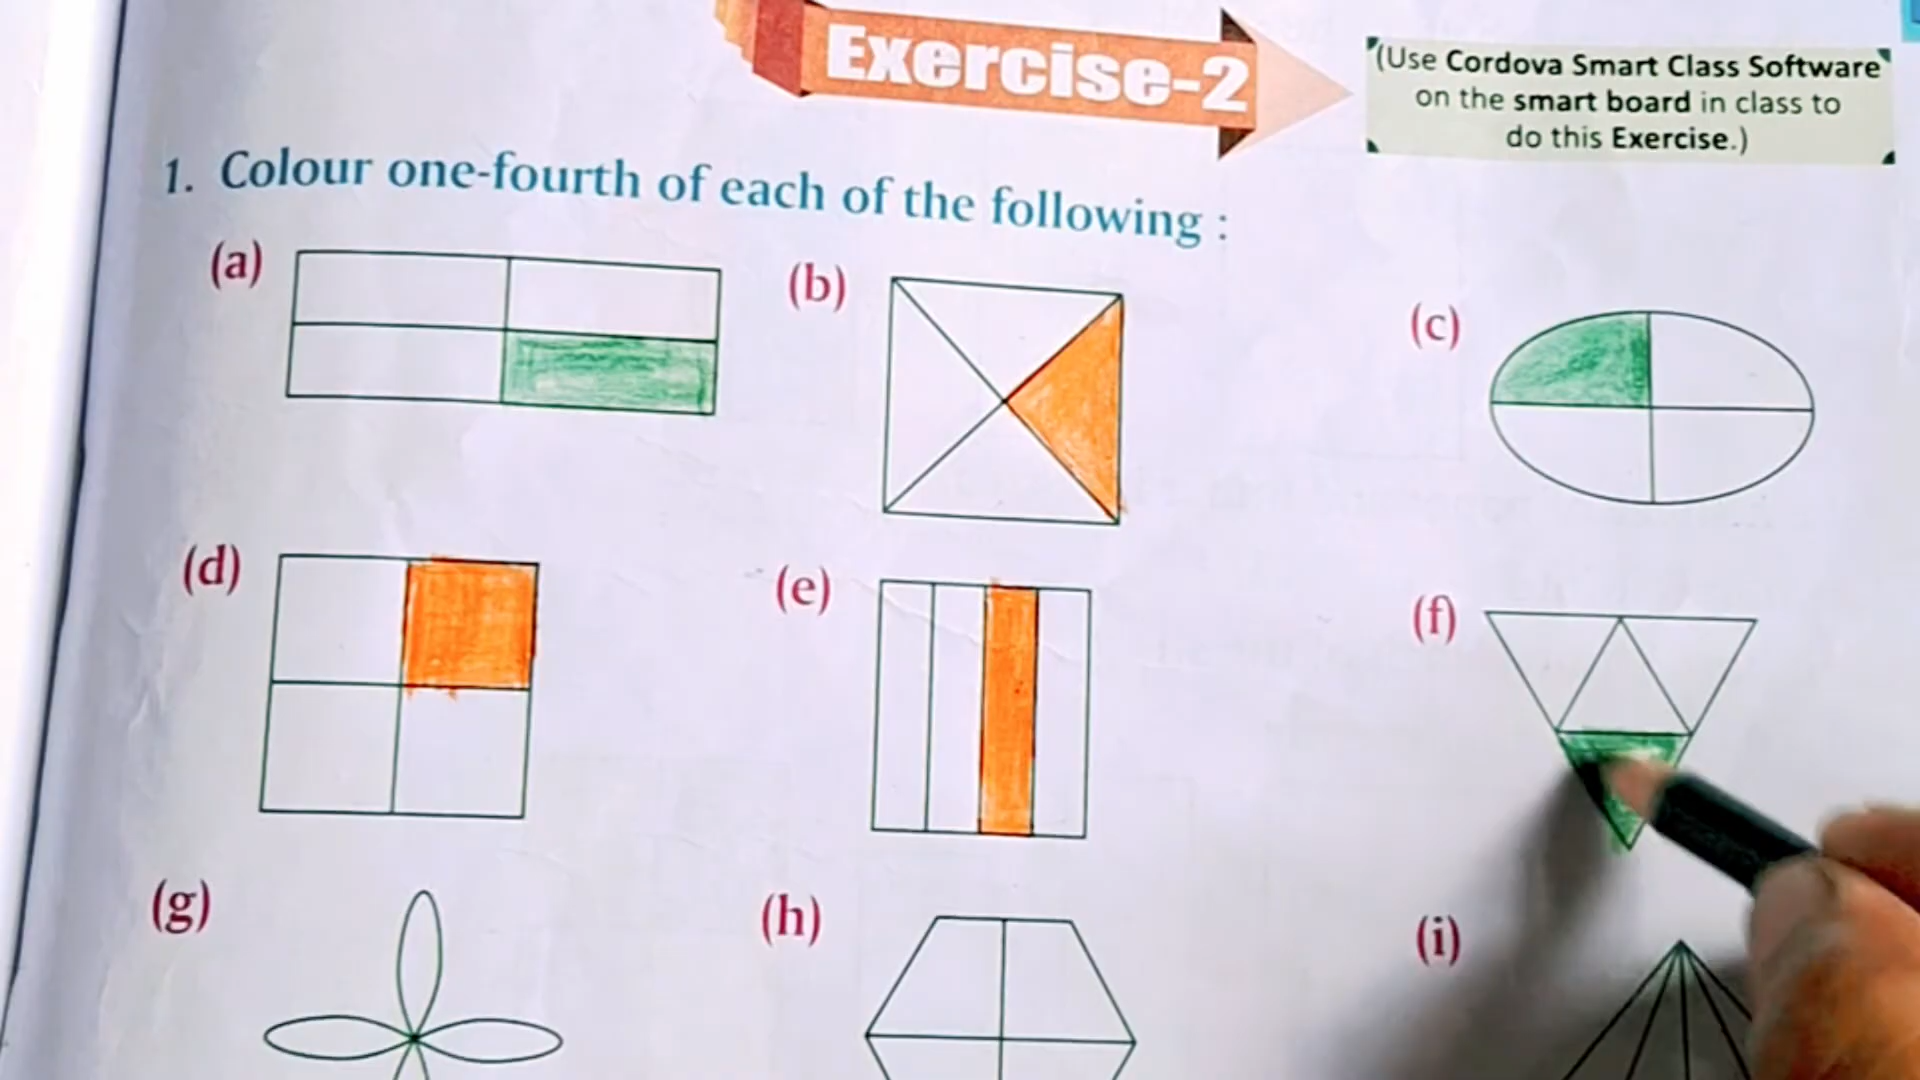 Exercise-2
(Use Cordova Smart Class Software
on the smart board in class to
do this Exercise.)
1. Colour one-fourth of each of the following :
(a)
(b)
(c)
(d)
(e)
(f)
(g)
(h)
(i)